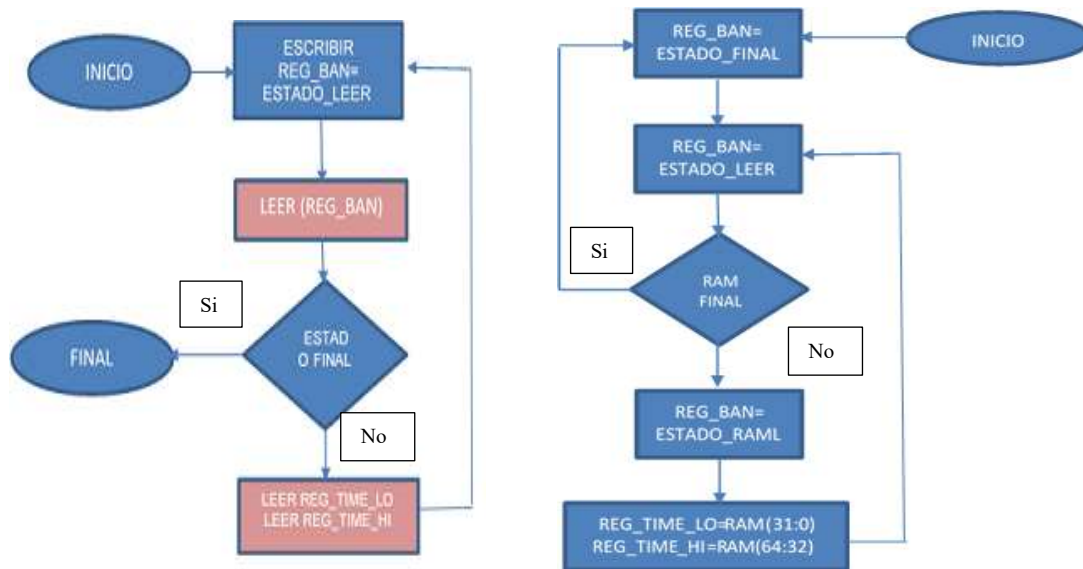 INICIO
ESCRIBIR
REG_BAN=
ESTADO_LEER
LEER (REG_BAN)
Si
ESTAD
O FINAL
FINAL
No
LEER REG_TIME_LO
LEER REG_TIME_HI
REG_BAN=
ESTADO_FINAL
INICIO
REG_BAN=
ESTADO_LEER
Si
RAM
FINAL
No
REG_BAN=
ESTADO_RAML
REG_TIME_LO=RAM(31:0)
REG_TIME_HI=RAM(64:32)